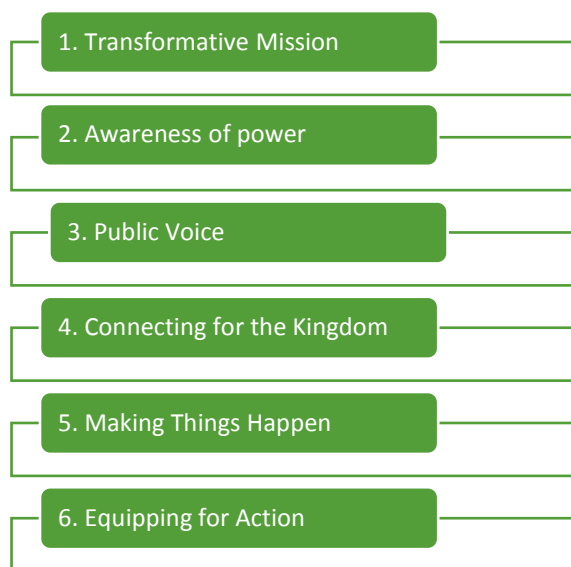 1. Transformative Mission
2. Awareness of power
3. Public Voice
4. Connecting for the Kingdom
5. Making Things Happen
6. Equipping for Action